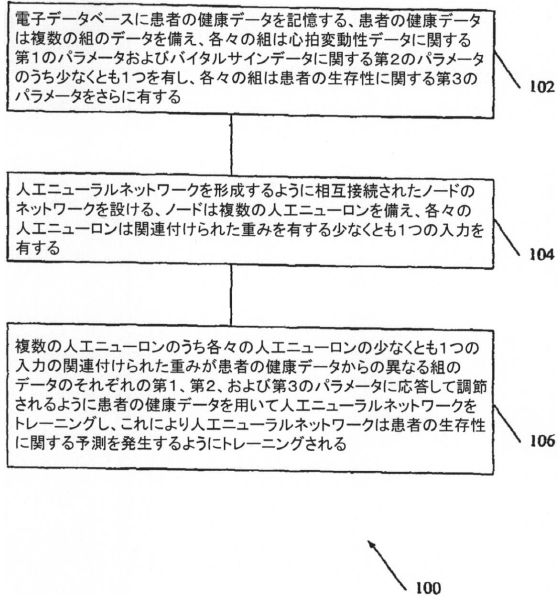 電子データベースに患者の健康データを記憶する、患者の健康データ
は複数の組のデータを備え、各々の組は心拍変動性データに関する
第1のパラメータおよびバイタルサインデータに関する第2のパラメータ
のうち少なくとも1つを有し、各々の組は患者の生存性に関する第3の
パラメータをさらに有する
102
人工ニューラルネットワークを形成するように相互接続されたノードの
ネットワークを設ける、ノードは複数の人工ニューロンを備え、各々の
人工ニューロンは関連付けられた重みを有する少なくとも1つの入力を
有する
104
複数の人工ニューロンのうち各々の人工ニューロンの少なくとも1つの
入力の関連付けられた重みが患者の健康データからの異なる組の
データのそれぞれの第1、第2、および第3のパラメータに応答して調節
されるように患者の健康データを用いて人工ニューラルネットワークを
トレーニングし、これにより人工ニューラルネットワークは患者の生存性
に関する予測を発生するようにトレーニングされる
106
100